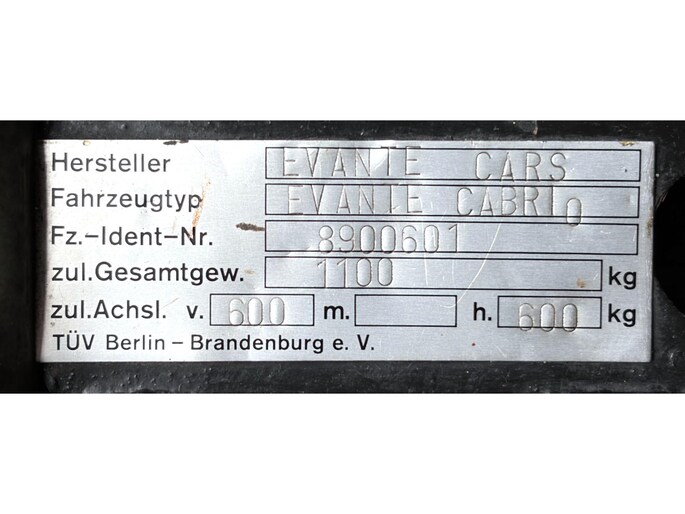 Hersteller EVANTE CARS
Fahrzeugtyp EVANTE CABRIO
Fz.-Ident-Nr. 8900601
zul.Gesamtgew. 1100 kg
zul.Achsl. v. 600 m. h. 600 kg
TÜV Berlin - Brandenburg e. V.